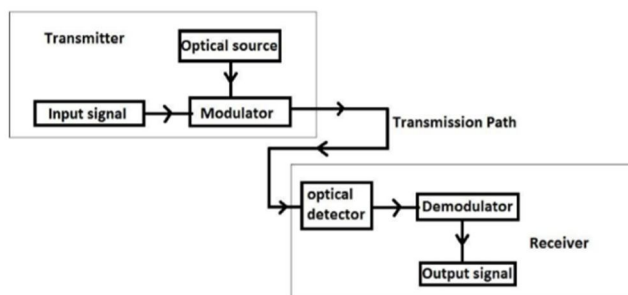 Transmitter
Optical source
Input signal
Modulator
Transmission Path
optical
detector
Demodulator
Receiver
Output signal